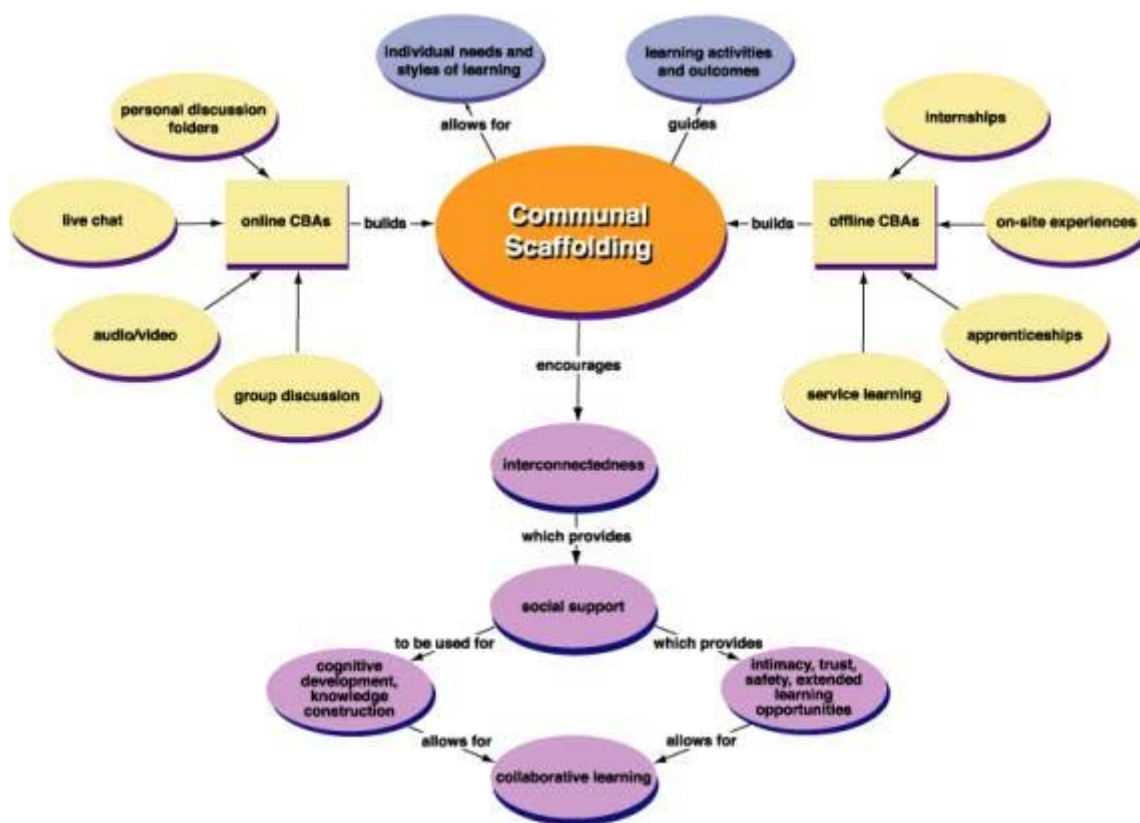 individual needs and
styles of learning
learning activities
and outcomes
personal discussion
folders
allows for
guides
internships
live chat
online CBAs
builds
Communal
Scaffolding
builds
offline CBAs
on-site experiences
audio/video
apprenticeships
group discussion
encourages
service learning
interconnectedness
which provides
social support
to be used for
which provides
cognitive
development,
knowledge
construction
intimacy, trust,
safety, extended
learning
opportunities
allows for
allows for
collaborative learning